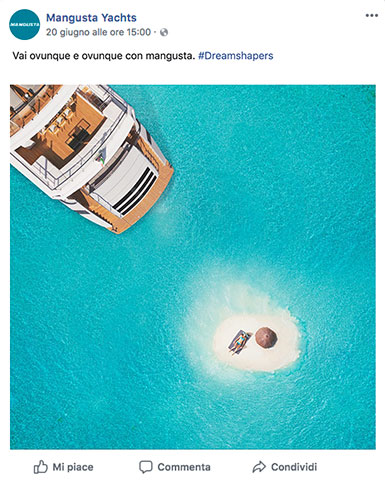 MANGUSTA
Mangusta Yachts
20 giugno alle ore 15:00 ·
Vai ovunque e ovunque con mangusta. #Dreamshapers
Mi piace
Commenta
Condividi